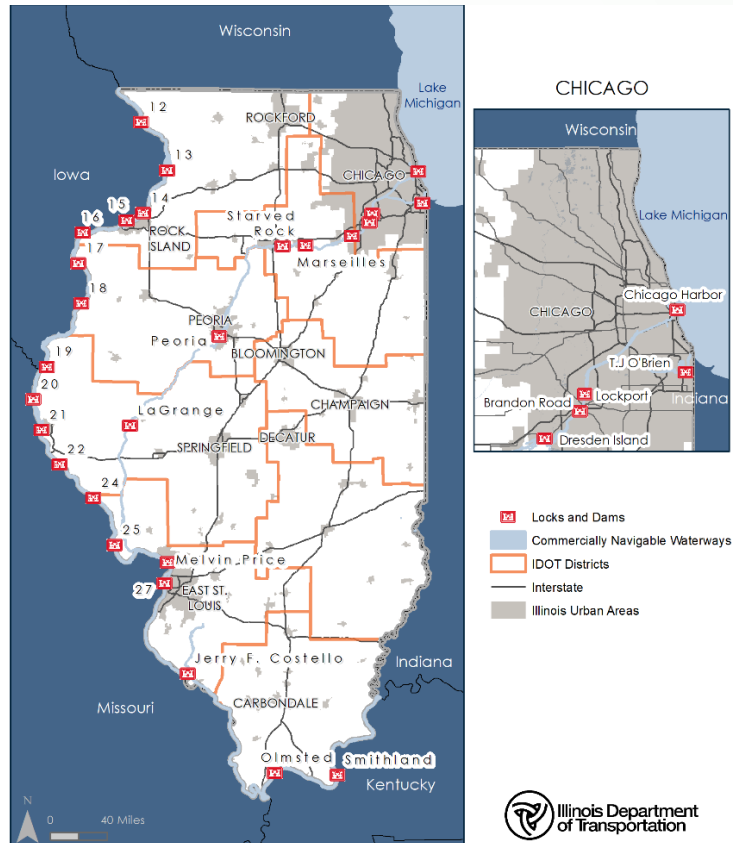 Wisconsin
Lake
Michigan
12
ROCKFORD
13
Iowa
CHICAGO
14
15
Starved
Rock
16
ROCK
ISLAND
17
Marseilles
18
PEORIA
Peoria
BLOOMINGTON
19
20
CHAMPAIGN
LaGrange
21
DECATUR
SPRINGFIELD
22
24
25
Melvin Price
27
EAST ST.
LOUIS
Jerry F. Costello
Indiana
CARBONDALE
Missouri
Olmsted
Smithland
Kentucky
N
0 40 Miles
CHICAGO
Wisconsin
Lake Michigan
Chicago Harbor
CHICAGO
T.J O'Brien
Lockport
Indiana
Brandon Road
Dresden Island
Locks and Dams
Commercially Navigable Waterways
IDOT Districts
Interstate
Illinois Urban Areas
Illinois Department
of Transportation